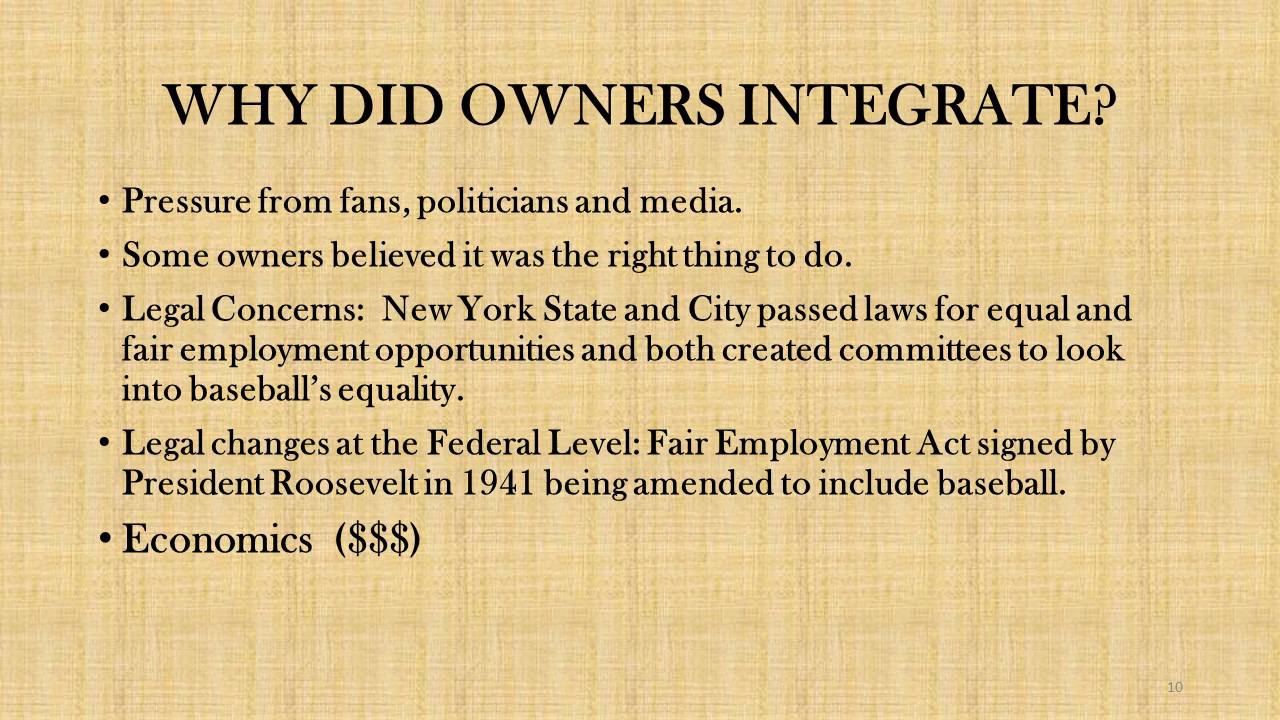 WHY DID OWNERS INTEGRATE?
• Pressure from fans, politicians and media.
• Some owners believed it was the right thing to do.
• Legal Concerns:  New York State and City passed laws for equal and
fair employment opportunities and both created committees to look
into baseball’s equality.
• Legal changes at the Federal Level: Fair Employment Act signed by
President Roosevelt in 1941 being amended to include baseball.
• Economics  ($$$)
10